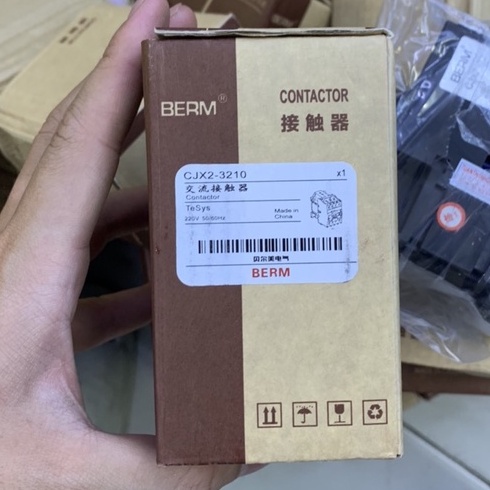 BERM®
CONTACTOR
接触器
CJX2-3210
x1
交流接触器
Contactor
TeSys
220V 50/60Hz
Made in
China
贝尔美电气
BERM
BERM